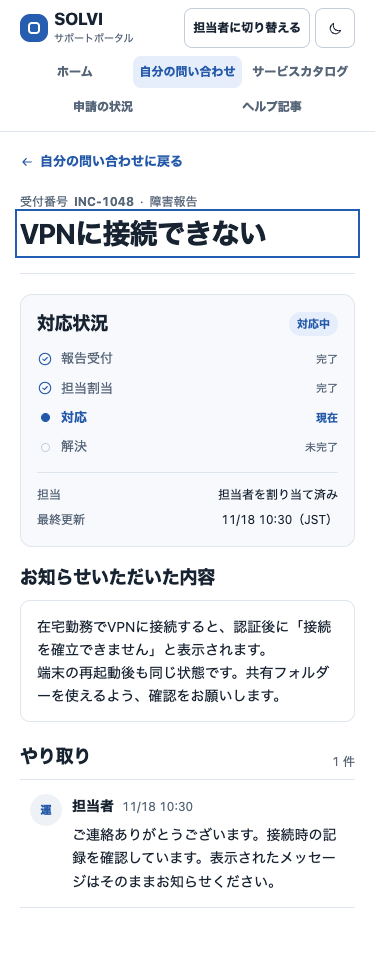 SOLVI
サポートポータル
担当者に切り替える
ホーム
自分の問い合わせ
サービスカタログ
申請の状況
ヘルプ記事
← 自分の問い合わせに戻る
受付番号 INC-1048 · 障害報告
VPNに接続できない
対応状況
対応中
報告受付 完了
担当割当 完了
対応 現在
解決 未完了
担当 担当者を割り当て済み
最終更新 11/18 10:30（JST）
お知らせいただいた内容
在宅勤務でVPNに接続すると、認証後に「接続
を確立できません」と表示されます。
端末の再起動後も同じ状態です。共有フォルダ
ーを使えるよう、確認をお願いします。
やり取り
1 件
運
担当者 11/18 10:30
ご連絡ありがとうございます。接続時の記
録を確認しています。表示されたメッセー
ジはそのままお知らせください。